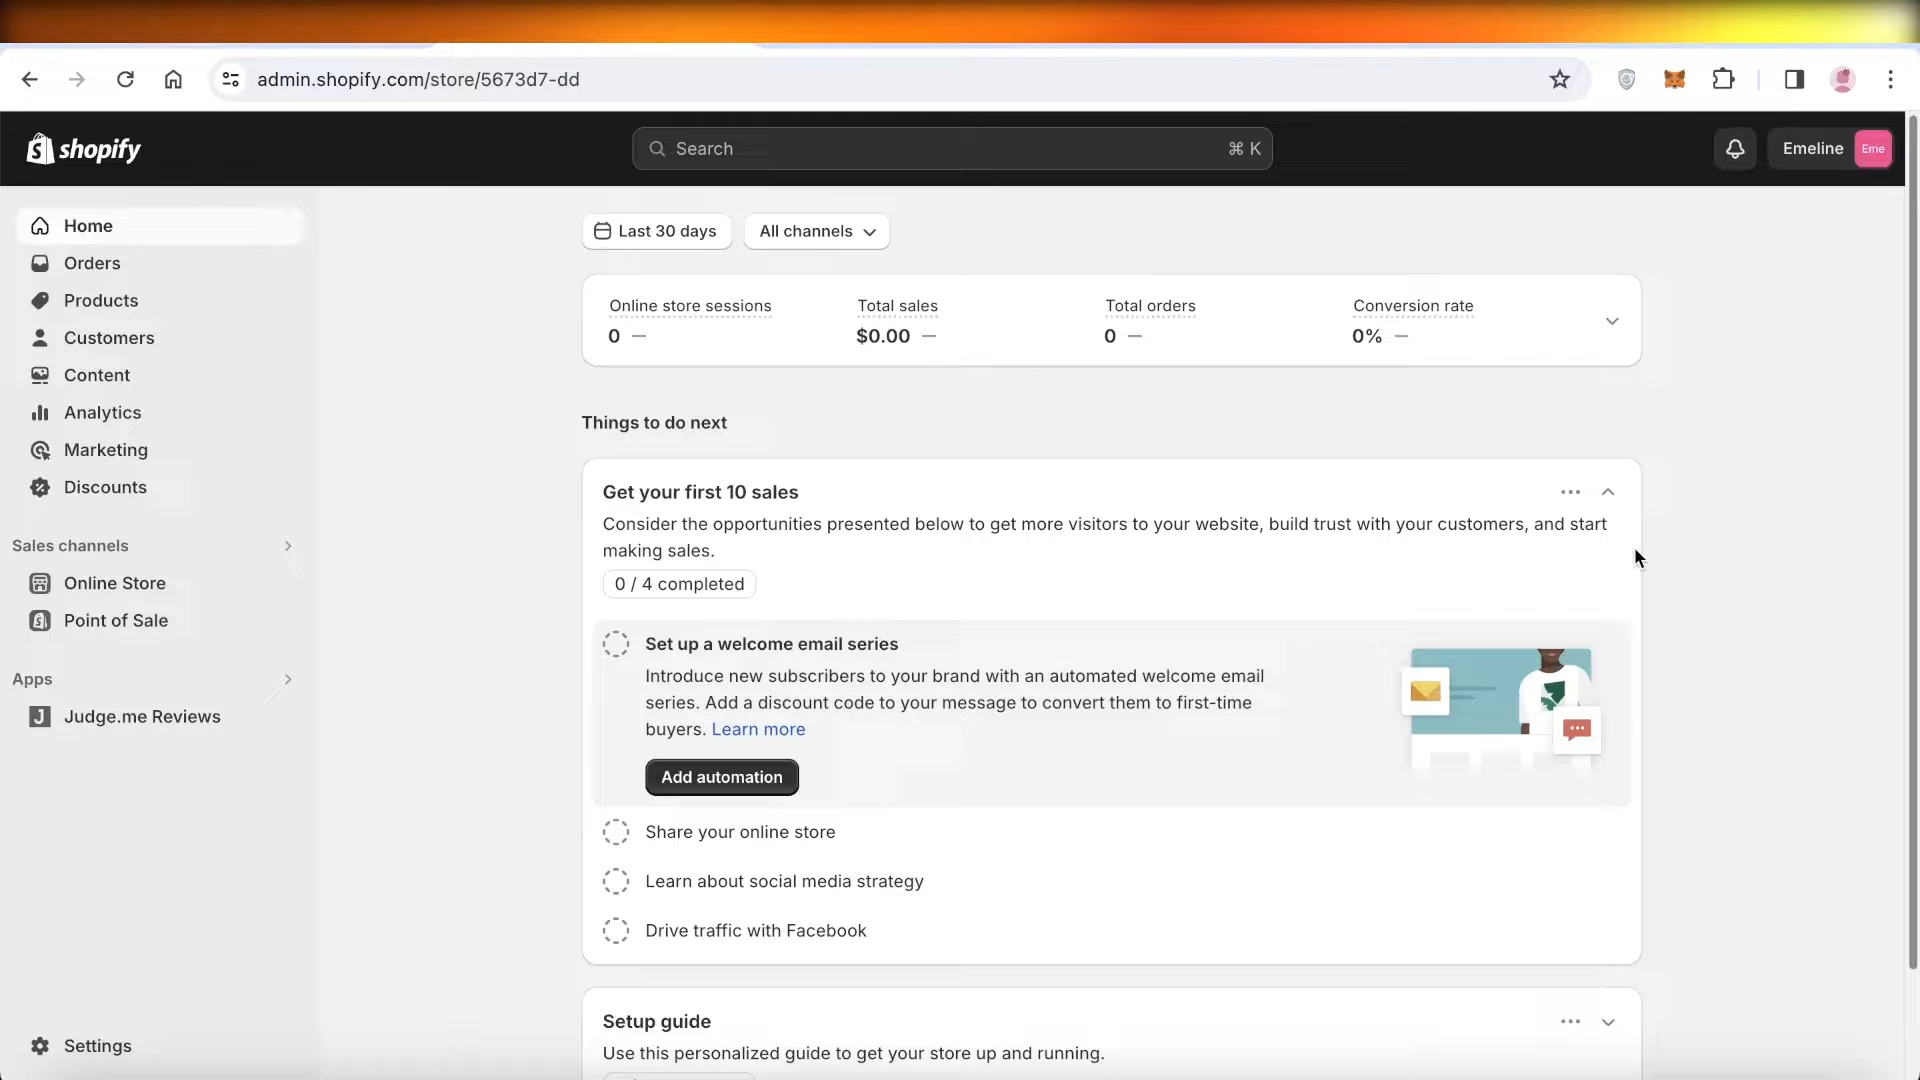 admin.shopify.com/store/5673d7-dd
shopify
Search
⌘ K
Emeline
Eme
Home
Orders
Products
Customers
Content
Analytics
Marketing
Discounts
Sales channels
Online Store
Point of Sale
Apps
Judge.me Reviews
Settings
Last 30 days
All channels
Online store sessions
0 —
Total sales
$0.00 —
Total orders
0 —
Conversion rate
0% —
Things to do next
Get your first 10 sales
Consider the opportunities presented below to get more visitors to your website, build trust with your customers, and start
making sales.
0 / 4 completed
Set up a welcome email series
Introduce new subscribers to your brand with an automated welcome email
series. Add a discount code to your message to convert them to first-time
buyers. Learn more
Add automation
Share your online store
Learn about social media strategy
Drive traffic with Facebook
Setup guide
Use this personalized guide to get your store up and running.